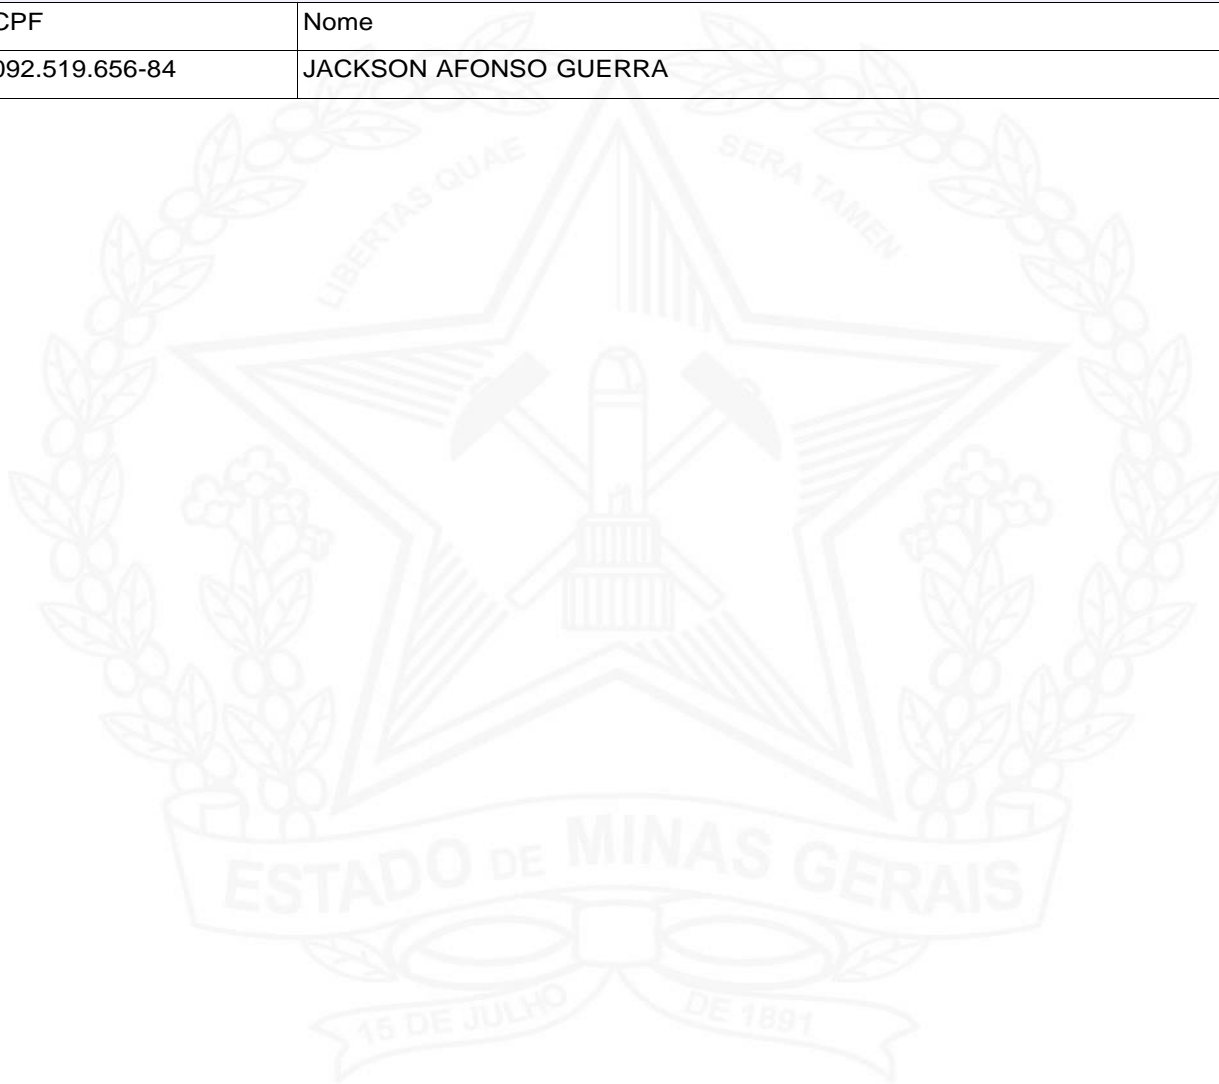 CPF Nome
092.519.656-84 JACKSON AFONSO GUERRA
LIBERTAS QUAE SERA TAMEN
ESTADO DE MINAS GERAIS
15 DE JULHO DE 1891